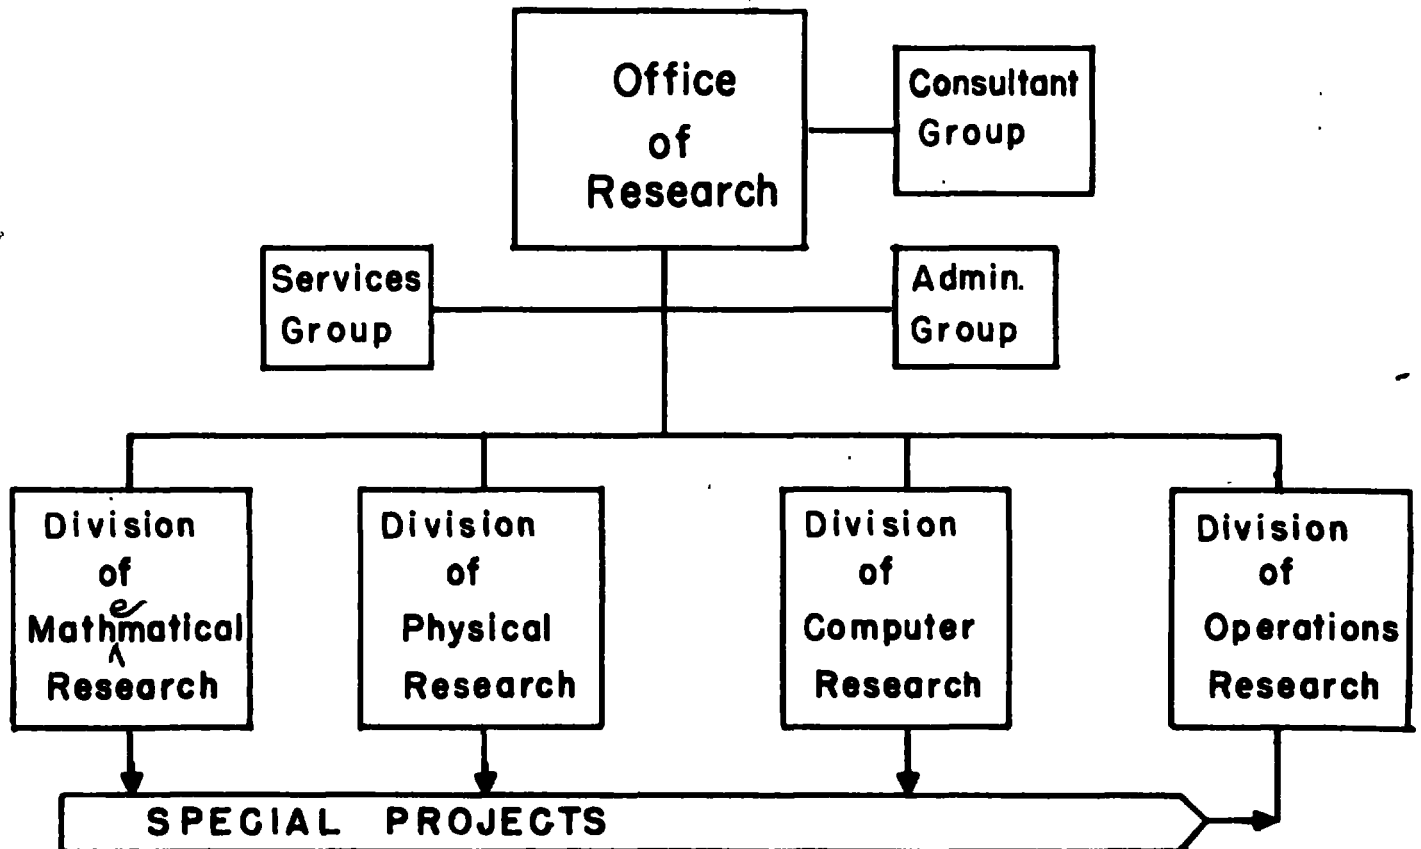 Office
of
Research
Consultant
Group
Services
Group
Admin.
Group
Division
of
Mathematical
Research
Division
of
Physical
Research
Division
of
Computer
Research
Division
of
Operations
Research
SPECIAL PROJECTS